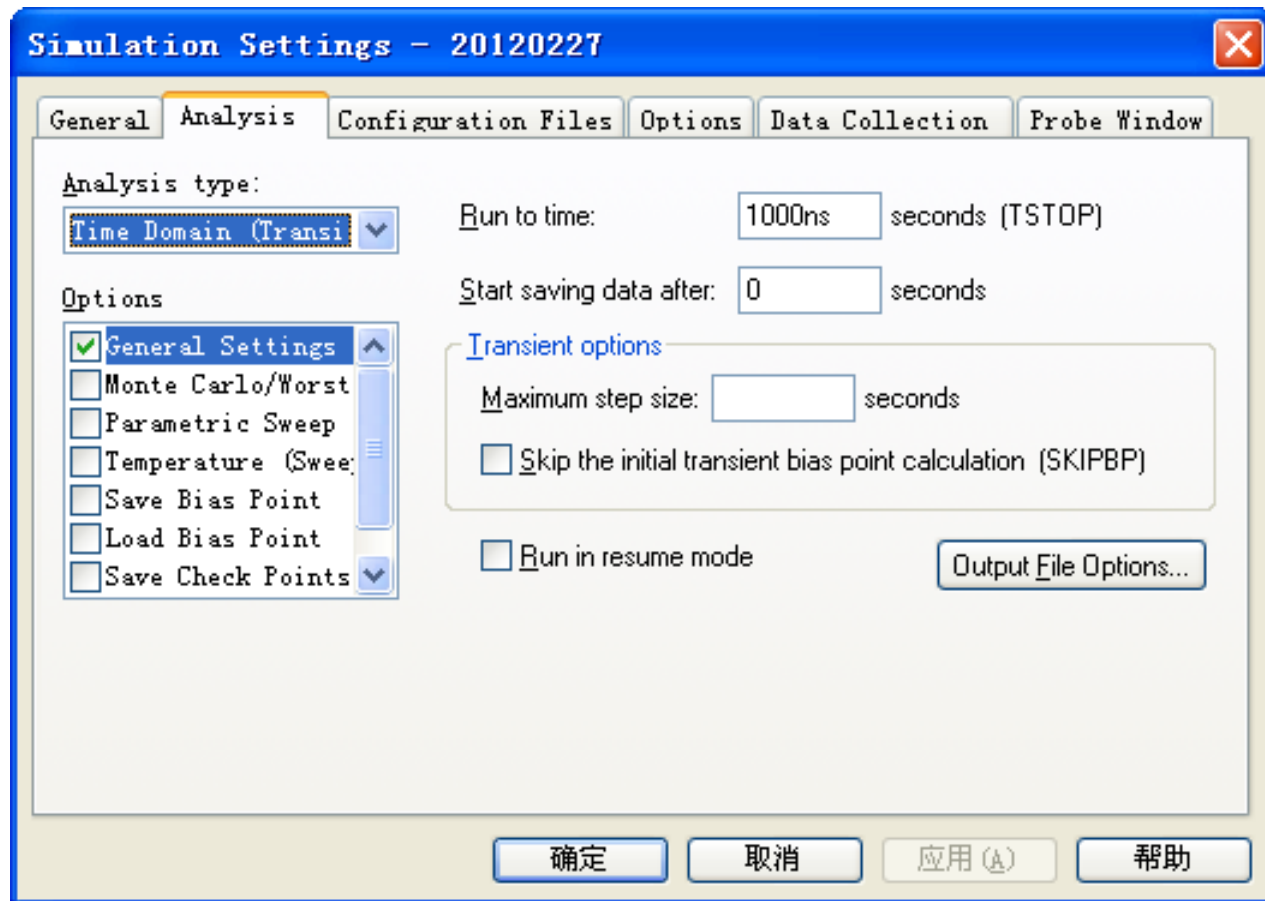 Simulation Settings - 20120227
General Analysis Configuration Files Options Data Collection Probe Window
Analysis type:
Time Domain (Transi
Run to time: 1000ns seconds (TSTOP)
Start saving data after: 0 seconds
Options
General Settings
Monte Carlo/Worst
Parametric Sweep
Temperature (Swee
Save Bias Point
Load Bias Point
Save Check Points
Transient options
Maximum step size: seconds
Skip the initial transient bias point calculation (SKIPBP)
Run in resume mode
Output File Options...
确定 取消 应用(A) 帮助